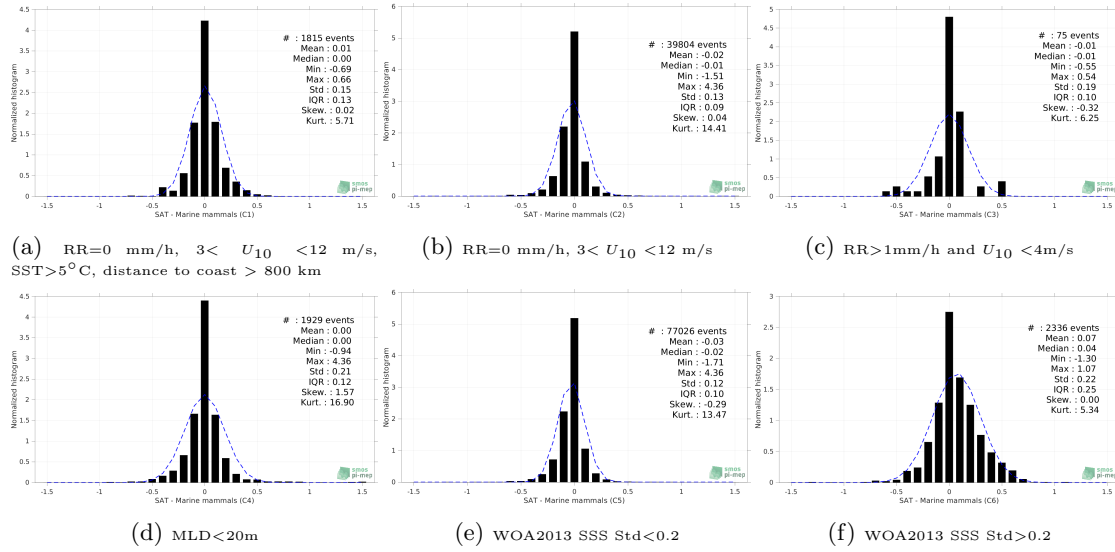 4.5
4
3.5
3
2.5
2
1.5
1
0.5
0
Normalized histogram
# : 1815 events
Mean : 0.01
Median : 0.00
Min : -0.69
Max : 0.66
Std : 0.15
IQR : 0.13
Skew. : 0.02
Kurt. : 5.71
smos
pi-mep
-1.5 -1 -0.5 0 0.5 1 1.5
SAT - Marine mammals (C1)
(a) RR=0 mm/h, 3< U10 <12 m/s,
SST>5°C, distance to coast > 800 km
6
5
4
3
2
1
0
Normalized histogram
# : 39804 events
Mean : -0.02
Median : -0.01
Min : -1.51
Max : 4.36
Std : 0.13
IQR : 0.09
Skew. : 0.04
Kurt. : 14.41
smos
pi-mep
-1.5 -1 -0.5 0 0.5 1 1.5
SAT - Marine mammals (C2)
(b) RR=0 mm/h, 3< U10 <12 m/s
5
4.5
4
3.5
3
2.5
2
1.5
1
0.5
0
Normalized histogram
# : 75 events
Mean : -0.01
Median : -0.01
Min : -0.55
Max : 0.54
Std : 0.19
IQR : 0.10
Skew. : -0.32
Kurt. : 6.25
smos
pi-mep
-1.5 -1 -0.5 0 0.5 1 1.5
SAT - Marine mammals (C3)
(c) RR>1mm/h and U10 <4m/s
4.5
4
3.5
3
2.5
2
1.5
1
0.5
0
Normalized histogram
# : 1929 events
Mean : 0.00
Median : 0.00
Min : -0.94
Max : 4.36
Std : 0.21
IQR : 0.12
Skew. : 1.57
Kurt. : 16.90
smos
pi-mep
-1.5 -1 -0.5 0 0.5 1 1.5
SAT - Marine mammals (C4)
(d) MLD<20m
6
5
4
3
2
1
0
Normalized histogram
# : 77026 events
Mean : -0.03
Median : -0.02
Min : -1.71
Max : 4.36
Std : 0.12
IQR : 0.10
Skew. : -0.29
Kurt. : 13.47
smos
pi-mep
-1.5 -1 -0.5 0 0.5 1 1.5
SAT - Marine mammals (C5)
(e) WOA2013 SSS Std<0.2
3
2.5
2
1.5
1
0.5
0
Normalized histogram
# : 2336 events
Mean : 0.07
Median : 0.04
Min : -1.30
Max : 1.07
Std : 0.22
IQR : 0.25
Skew. : 0.00
Kurt. : 5.34
smos
pi-mep
-1.5 -1 -0.5 0 0.5 1 1.5
SAT - Marine mammals (C6)
(f) WOA2013 SSS Std>0.2